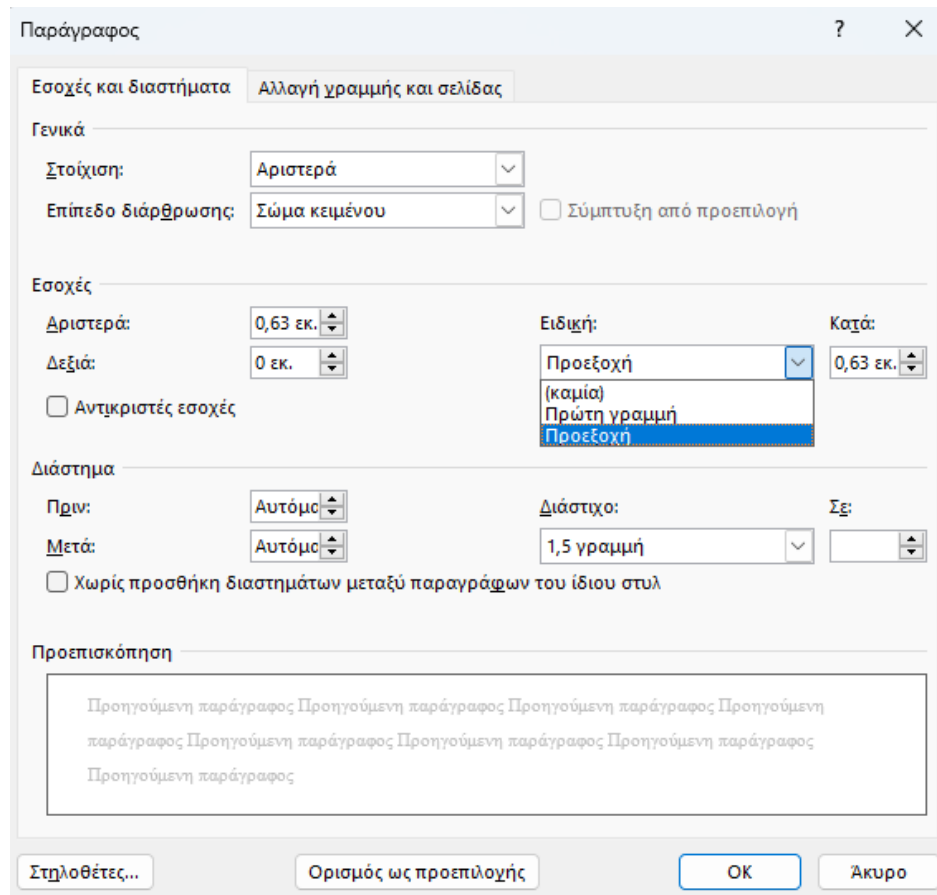 Παράγραφος ? ×
Εσοχές και διαστήματα Αλλαγή γραμμής και σελίδας
Γενικά
Στοίχιση: Αριστερά
Επίπεδο διάρθρωσης: Σώμα κειμένου Σύμπτυξη από προεπιλογή
Εσοχές
Αριστερά: 0,63 εκ. Ειδική: Κατά:
Δεξιά: 0 εκ. Προεξοχή 0,63 εκ.
(καμία)
Αντικριστές εσοχές Πρώτη γραμμή
Προεξοχή
Διάστημα
Πριν: Αυτόμα Διάστιχο: Σε:
Μετά: Αυτόμα 1,5 γραμμή
Χωρίς προσθήκη διαστημάτων μεταξύ παραγράφων του ίδιου στυλ
Προεπισκόπηση
Προηγούμενη παράγραφος Προηγούμενη παράγραφος Προηγούμενη παράγραφος Προηγούμενη
παράγραφος Προηγούμενη παράγραφος Προηγούμενη παράγραφος Προηγούμενη παράγραφος
Προηγούμενη παράγραφος
Στηλοθέτες... Ορισμός ως προεπιλογής OK Άκυρο